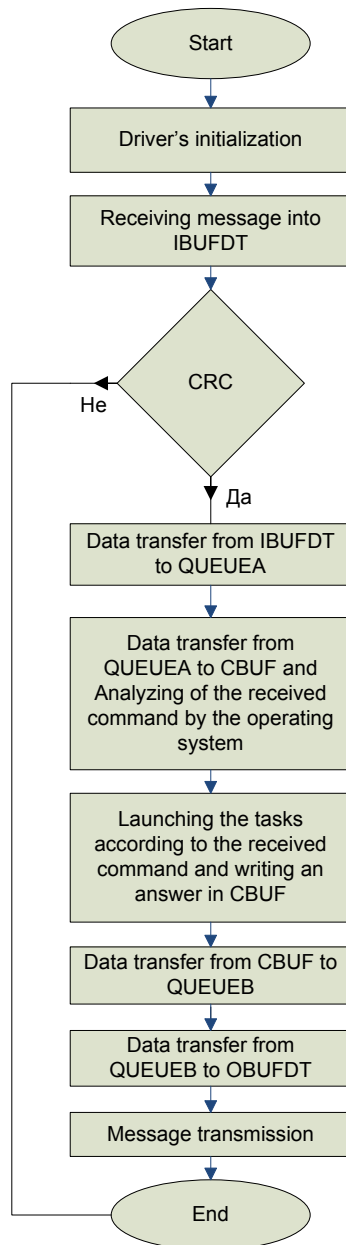 Start
Driver's initialization
Receiving message into
IBUFDT
CRC
Не
Да
Data transfer from IBUFDT
to QUEUEA
Data transfer from
QUEUEA to CBUF and
Analyzing of the received
command by the operating
system
Launching the tasks
according to the received
command and writing an
answer in CBUF
Data transfer from CBUF to
QUEUEB
Data transfer from
QUEUEB to OBUFDT
Message transmission
End